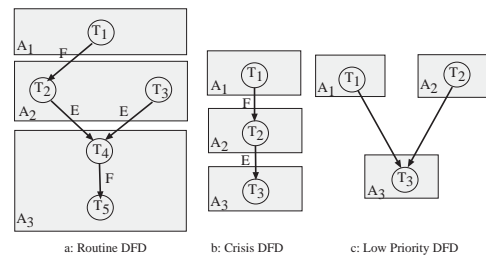 T1
F
A1
T2
T3
A2
E
E
T4
F
A3
T5
a: Routine DFD
T1
A1
F
T2
A2
E
T3
A3
b: Crisis DFD
T1
A1
T2
A2
T3
A3
c: Low Priority DFD